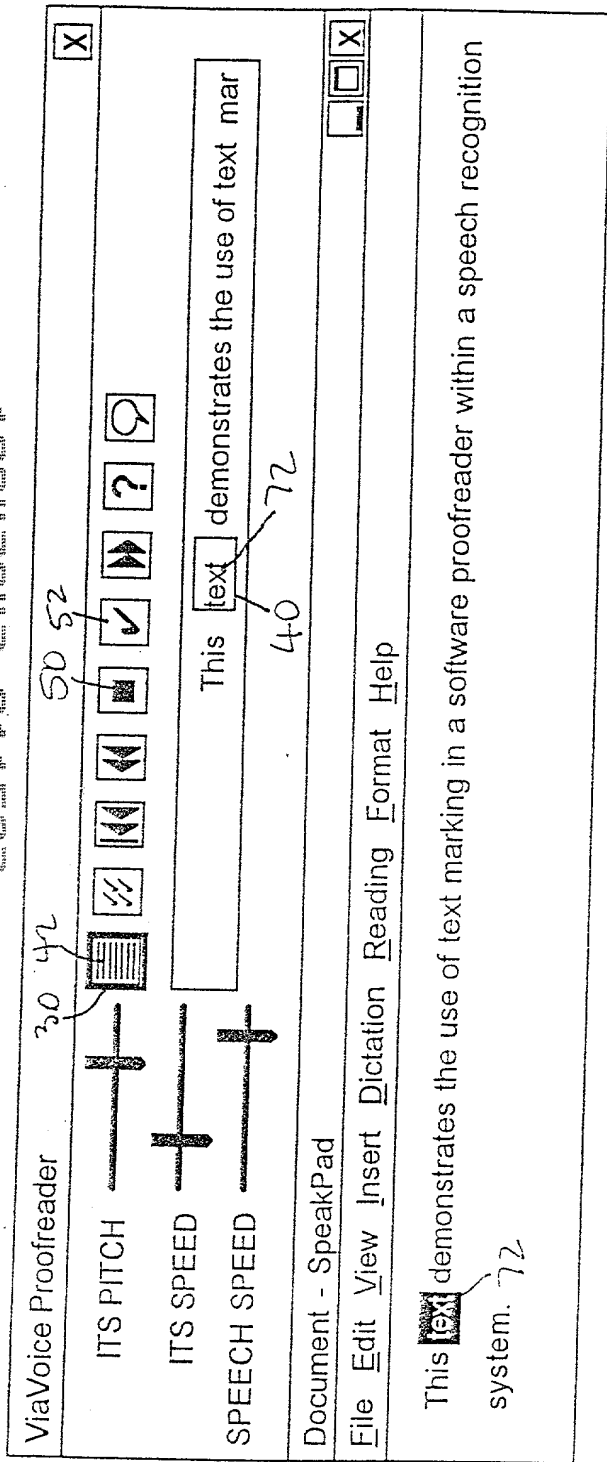 ViaVoice Proofreader X
30 42 50 52
ITS PITCH ?
ITS SPEED
SPEECH SPEED
This text demonstrates the use of text mar
40 72
Document - SpeakPad X
File Edit View Insert Dictation Reading Format Help
This text demonstrates the use of text marking in a software proofreader within a speech recognition
system. 72